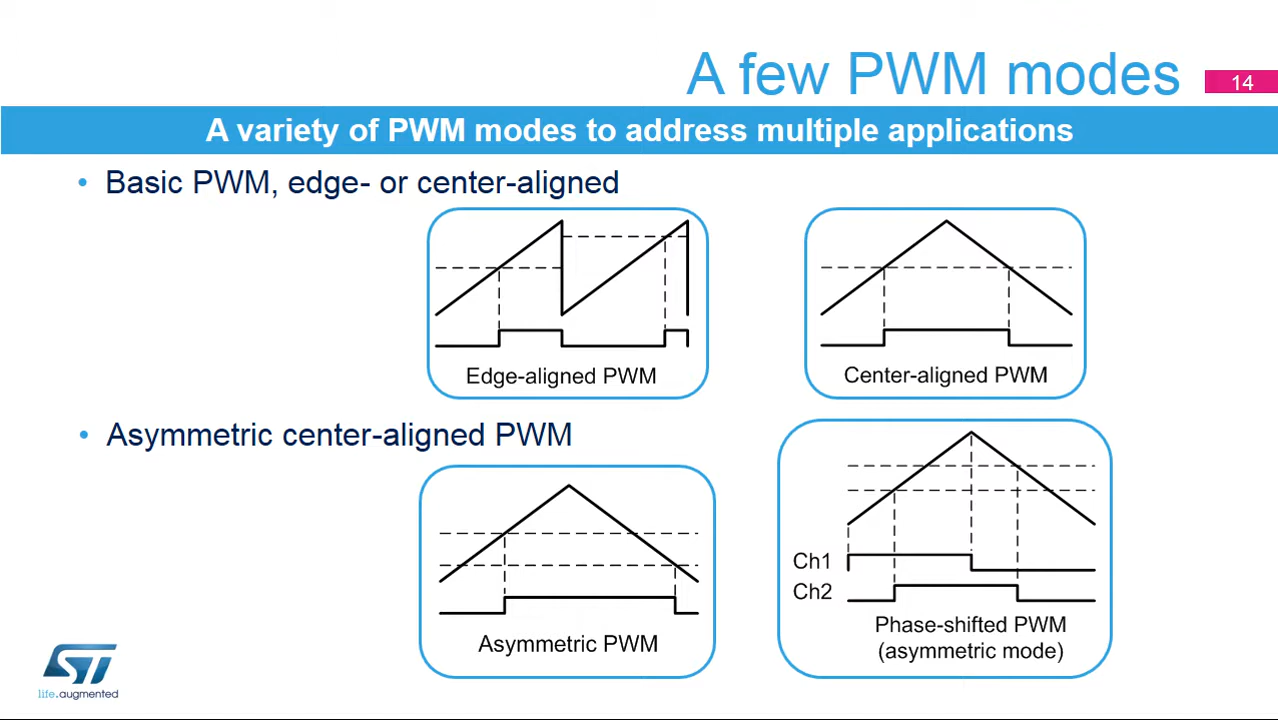 A few PWM modes
14
A variety of PWM modes to address multiple applications
• Basic PWM, edge- or center-aligned
Edge-aligned PWM
Center-aligned PWM
• Asymmetric center-aligned PWM
Asymmetric PWM
Ch1
Ch2
Phase-shifted PWM
(asymmetric mode)
ST
life.augmented